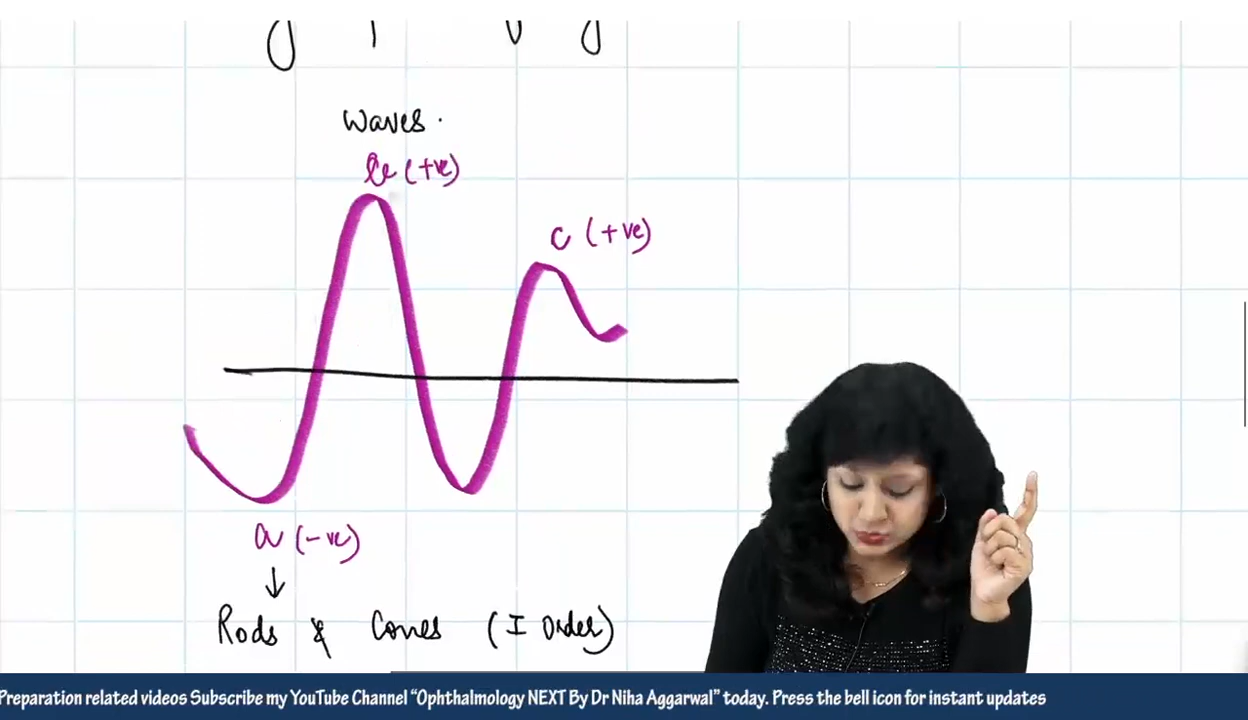 Waves.
b (+ve)
c (+ve)
a (-ve)
↓
Rods & Cones (I Order)
Preparation related videos Subscribe my YouTube Channel “Ophthalmology NEXT By Dr Niha Aggarwal” today. Press the bell icon for instant updates